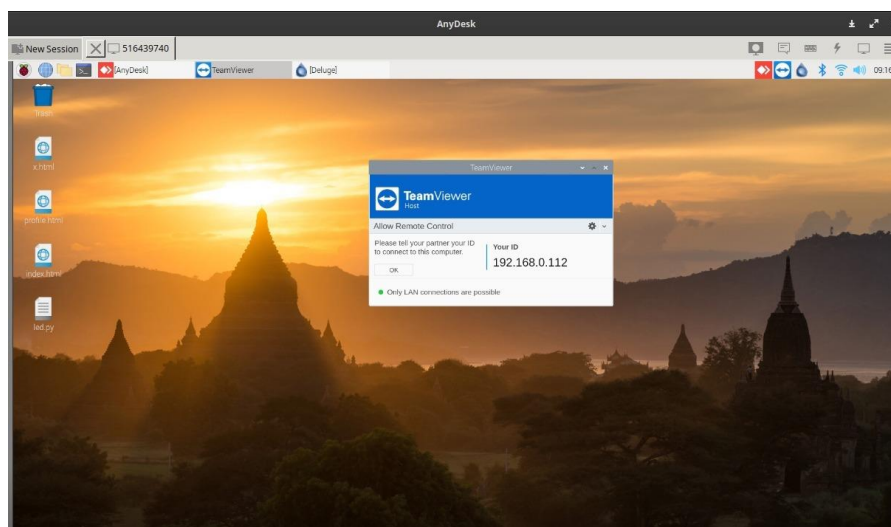 AnyDesk
New Session
516439740
[AnyDesk]
TeamViewer
[Deluge]
09:16
Trash
x.html
profile.html
index.html
led.py
TeamViewer
TeamViewer
Host
Allow Remote Control
Please tell your partner your ID
to connect to this computer.
OK
Your ID
192.168.0.112
Only LAN connections are possible